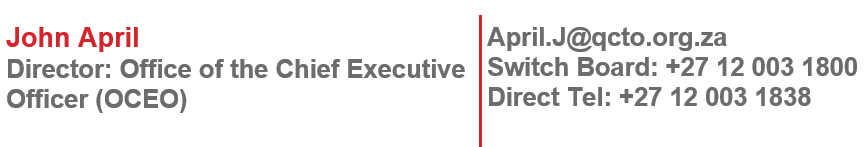 John April
Director: Office of the Chief Executive
Officer (OCEO)
April.J@qcto.org.za
Switch Board: +27 12 003 1800
Direct Tel: +27 12 003 1838